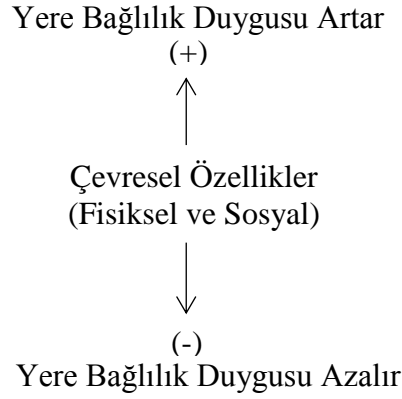 Yere Bağlılık Duygusu Artar
(+)
Çevresel Özellikler
(Fisiksel ve Sosyal)
(-)
Yere Bağlılık Duygusu Azalır